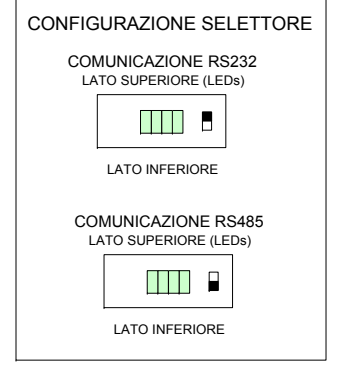 CONFIGURAZIONE SELETTORE
COMUNICAZIONE RS232
LATO SUPERIORE (LEDs)
LATO INFERIORE
COMUNICAZIONE RS485
LATO SUPERIORE (LEDs)
LATO INFERIORE